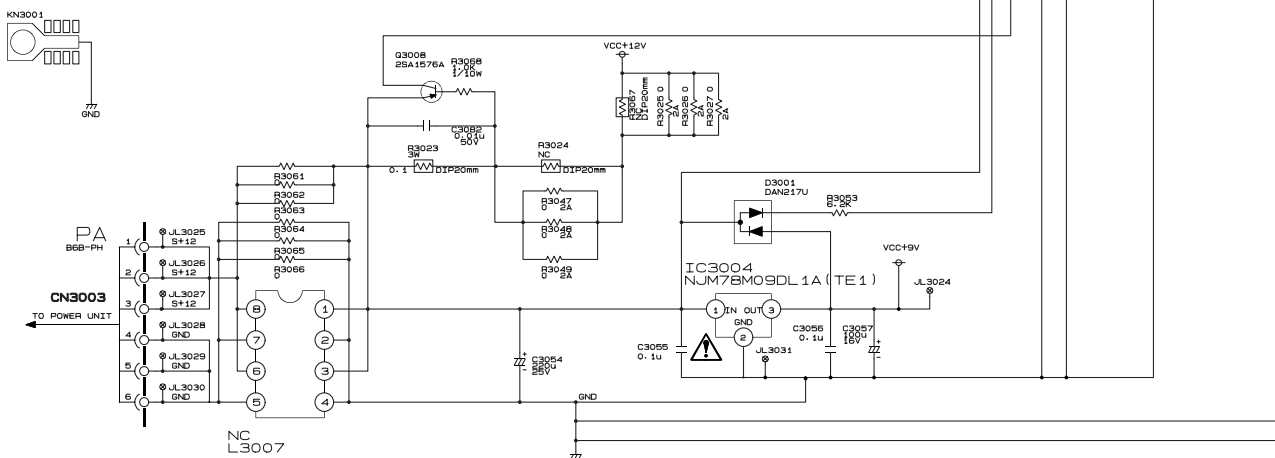 KN3001
GND
Q3008
2SA1576A
R3068
1.0K
1/10W
C3082
0.01u
50V
R3023
3W
0.1
DIP20mm
R3024
NC
DIP20mm
VCC+12V
R3067
DIP20mm
R3025 0
2A
R3026 0
2A
R3027 0
2A
R3047
0 2A
R3048
0 2A
R3049
0 2A
R3061
0
R3062
0
R3063
0
R3064
0
R3065
0
R3066
0
PA
B6B-PH
CN3003
TO POWER UNIT
1
JL3025
S+12
2
JL3026
S+12
3
JL3027
S+12
4
JL3028
GND
5
JL3029
GND
6
JL3030
GND
8
7
6
5
1
2
3
4
NC
L3007
C3054
220u
25V
GND
D3001
DAN217U
R3053
6.2K
VCC+9V
JL3024
IC3004
NJM78M09DL1A(TE1)
1 IN OUT 3
GND
2
C3055
0.1u
JL3031
C3056
0.1u
C3057
100u
16V